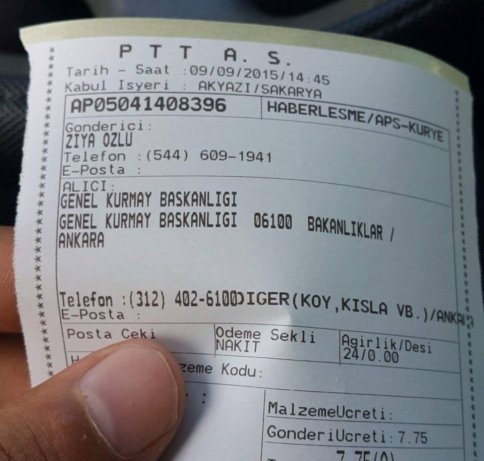 PTT A.S.
Tarih - Saat :09/09/2015/14:45
Kabul Isyeri : AKYAZI/SAKARYA
AP05041408396 HABERLESME/APS-KURYE
Gonderici:
ZIYA OZLU
Telefon :(544) 609-1941
E-Posta :
ALICI:
GENEL KURMAY BASKANLIGI
GENEL KURMAY BASKANLIGI 06100 BAKANLIKLAR /
ANKARA
Telefon :(312) 402-6100DIGER(KOY,KISLA VB.)/ANKA
E-Posta :
Posta Ceki Odeme Sekli Agirlik/Desi
NAKIT 24/0.00
zeme Kodu:
MalzemeUcreti:
GonderiUcreti: 7.75